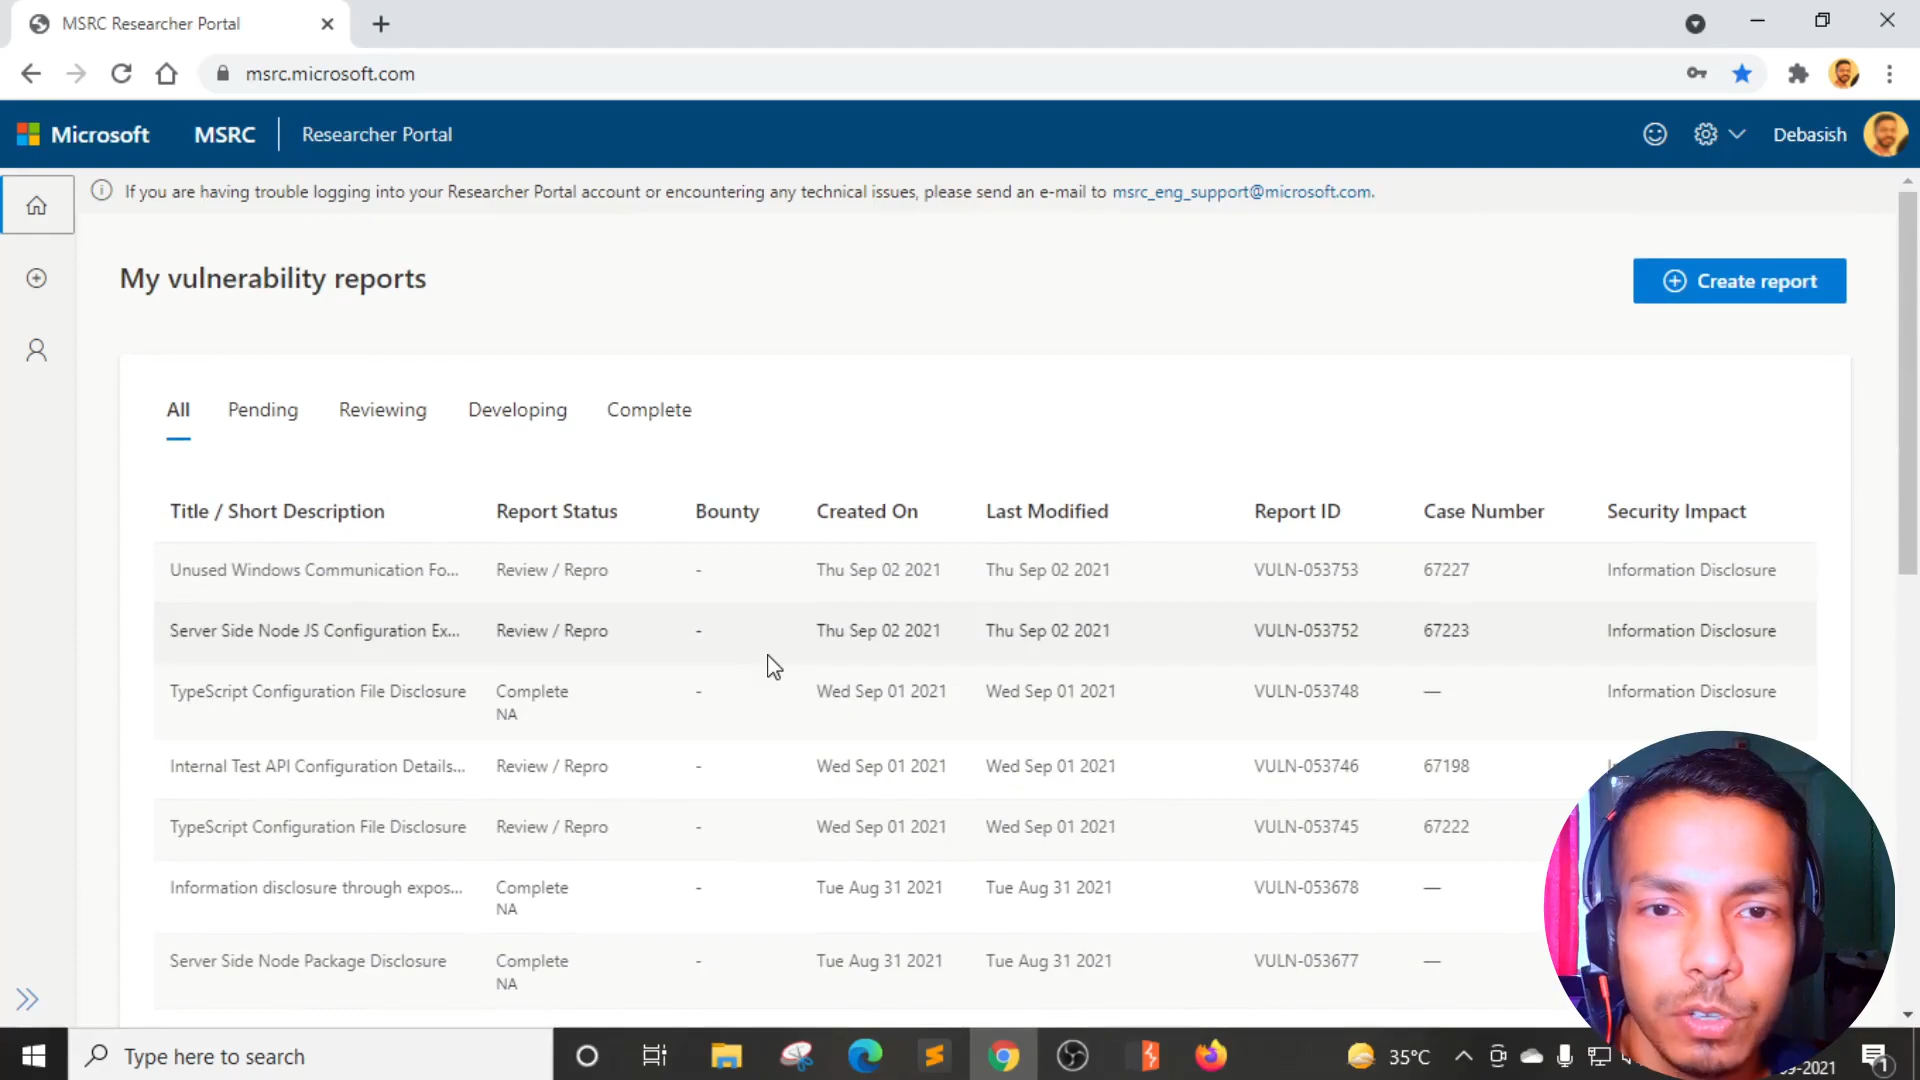 MSRC Researcher Portal
msrc.microsoft.com
Microsoft MSRC Researcher Portal Debasish
If you are having trouble logging into your Researcher Portal account or encountering any technical issues, please send an e-mail to msrc_eng_support@microsoft.com.
My vulnerability reports
Create report
All Pending Reviewing Developing Complete
Title / Short Description Report Status Bounty Created On Last Modified Report ID Case Number Security Impact
Unused Windows Communication Fo... Review / Repro - Thu Sep 02 2021 Thu Sep 02 2021 VULN-053753 67227 Information Disclosure
Server Side Node JS Configuration Ex... Review / Repro - Thu Sep 02 2021 Thu Sep 02 2021 VULN-053752 67223 Information Disclosure
TypeScript Configuration File Disclosure Complete - Wed Sep 01 2021 Wed Sep 01 2021 VULN-053748 — Information Disclosure
NA
Internal Test API Configuration Details... Review / Repro - Wed Sep 01 2021 Wed Sep 01 2021 VULN-053746 67198
TypeScript Configuration File Disclosure Review / Repro - Wed Sep 01 2021 Wed Sep 01 2021 VULN-053745 67222
Information disclosure through expos... Complete - Tue Aug 31 2021 Tue Aug 31 2021 VULN-053678 —
NA
Server Side Node Package Disclosure Complete - Tue Aug 31 2021 Tue Aug 31 2021 VULN-053677 —
NA
Type here to search 35°C -2021 1